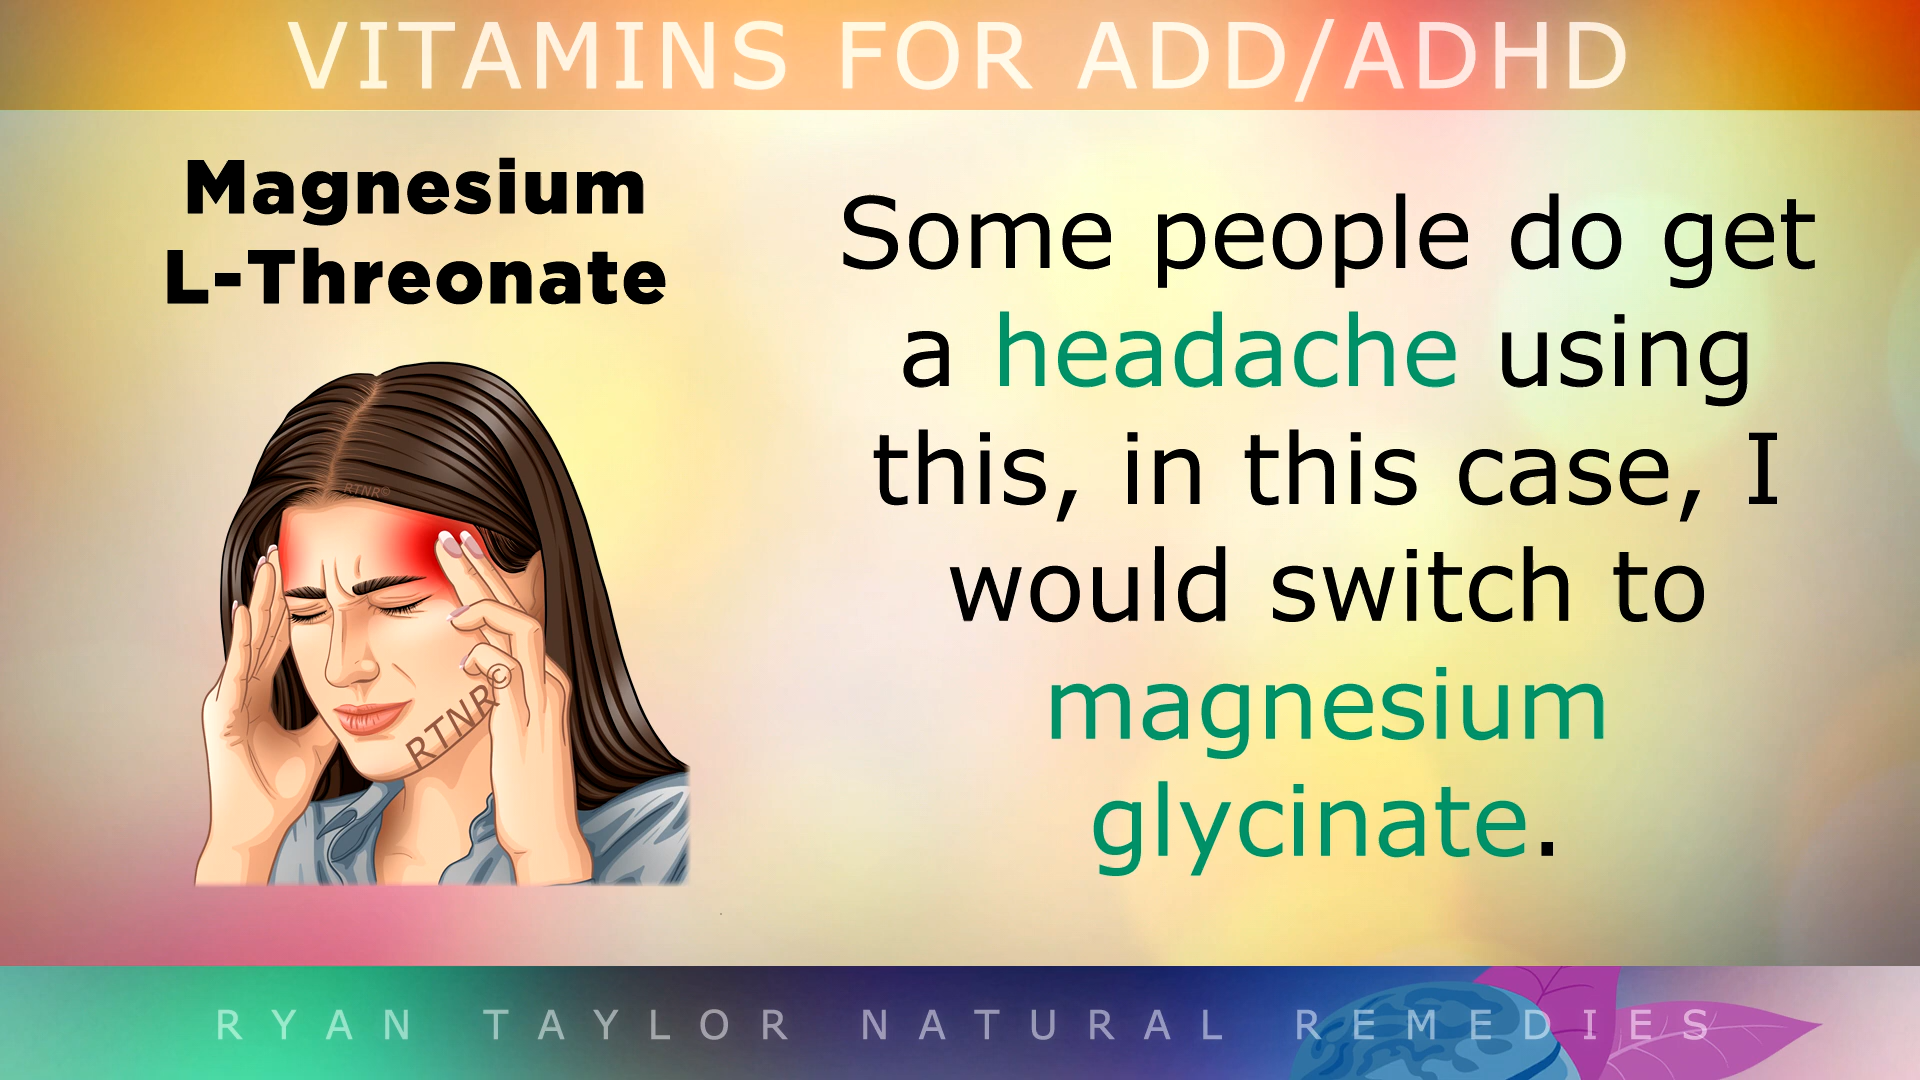 VITAMINS FOR ADD/ADHD
Magnesium
L-Threonate
Some people do get
a headache using
this, in this case, I
would switch to
magnesium
glycinate.
RTNR©
RTNR©
RYAN TAYLOR NATURAL REMEDIES